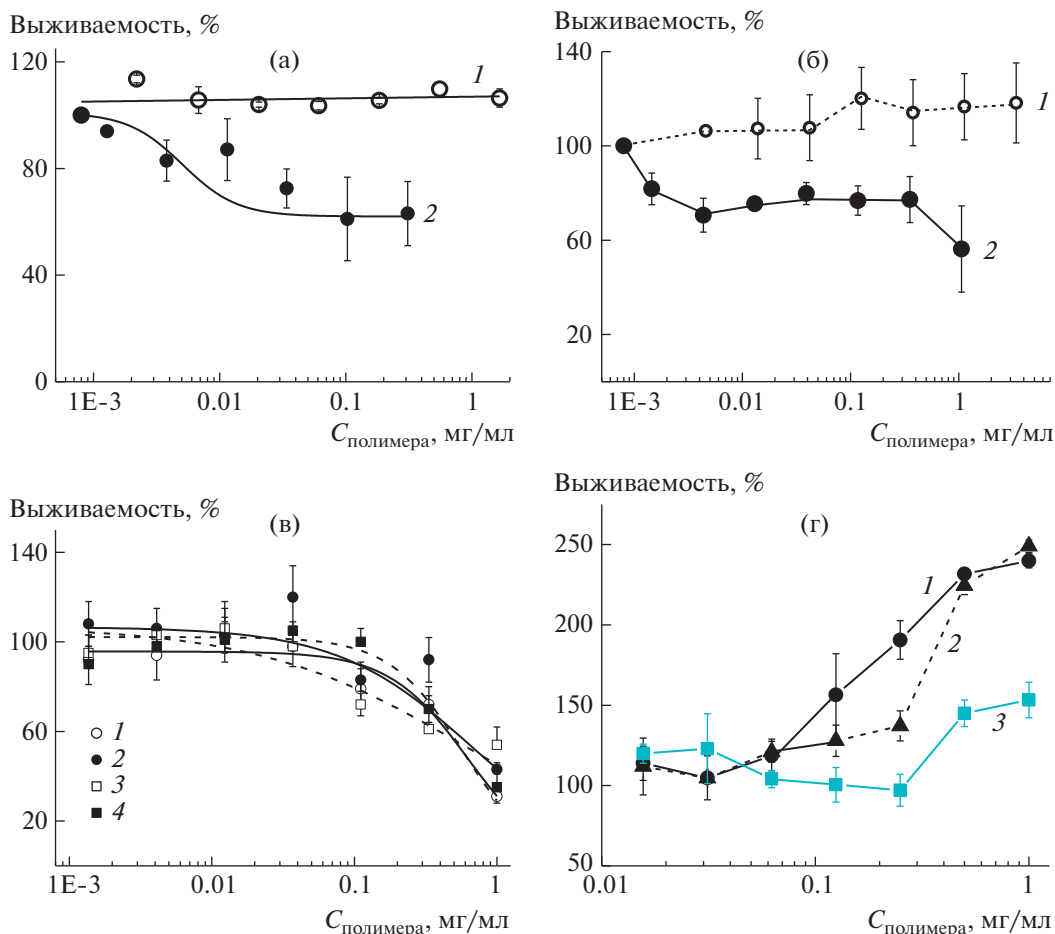 Выживаемость, %
(а)
120
80
40
0
1
2
1E-3
0.01
0.1
1
Cполимера, мг/мл
Выживаемость, %
(б)
140
100
60
20
1
2
1E-3
0.01
0.1
1
Cполимера, мг/мл
Выживаемость, %
(в)
140
100
60
20
1
2
3
4
1E-3
0.01
0.1
1
Cполимера, мг/мл
Выживаемость, %
(г)
250
200
150
100
50
1
2
3
0.01
0.1
1
Cполимера, мг/мл